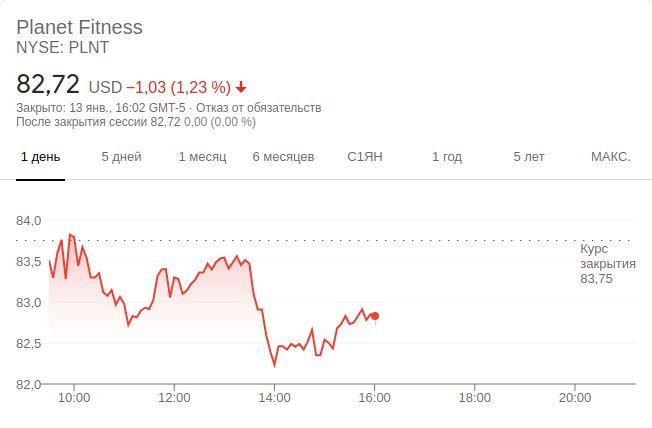 Planet Fitness
NYSE: PLNT
82,72 USD −1,03 (1,23 %)
Закрыто: 13 янв., 16:02 GMT-5 · Отказ от обязательств
После закрытия сессии 82,72 0,00 (0,00 %)
1 день 5 дней 1 месяц 6 месяцев С1ЯН 1 год 5 лет МАКС.
84,0
Курс
закрытия
83,75
83,5
83,0
82,5
82,0
10:00 12:00 14:00 16:00 18:00 20:00